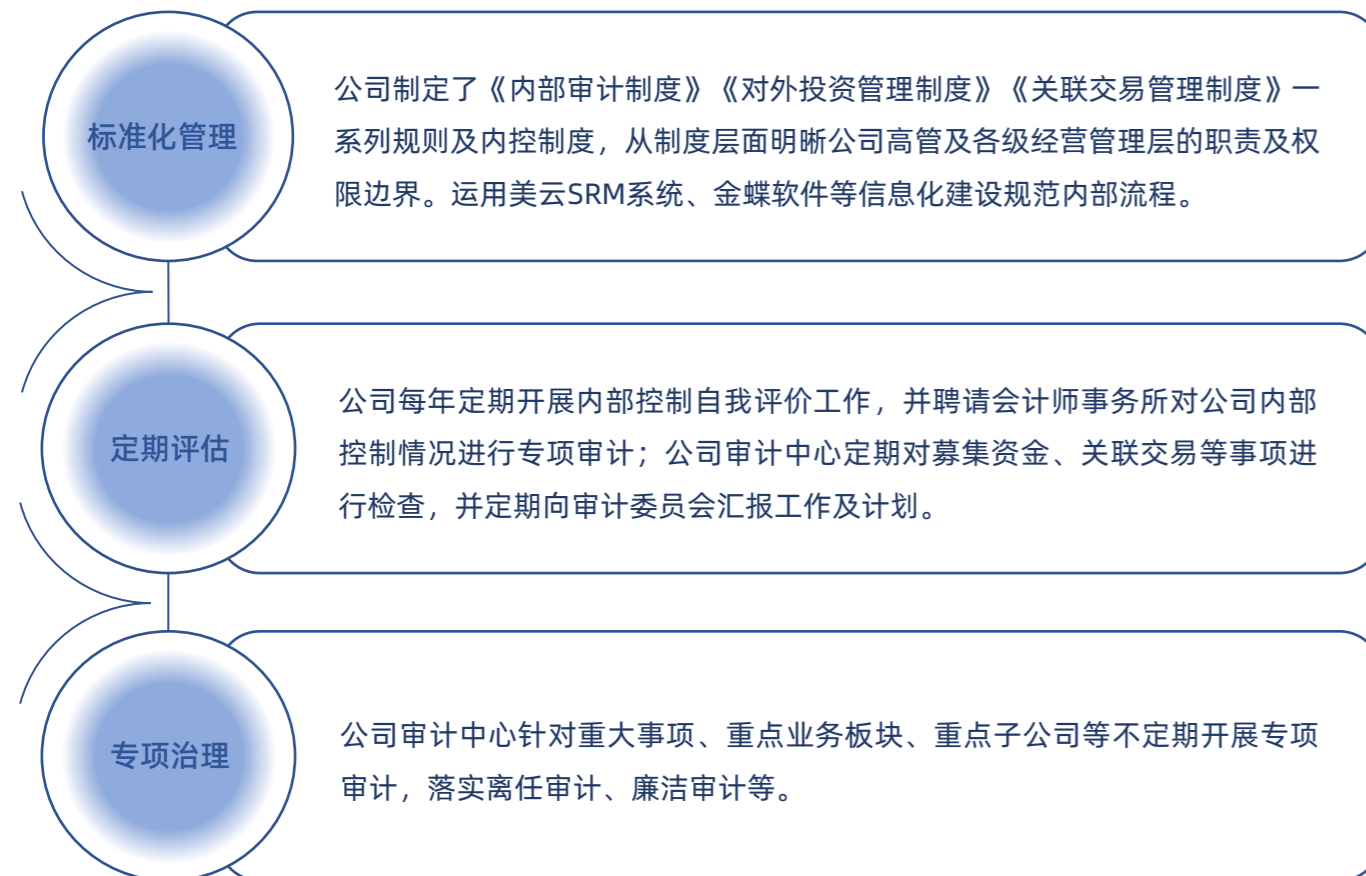 标准化管理
公司制定了《内部审计制度》《对外投资管理制度》《关联交易管理制度》一
系列规则及内控制度，从制度层面明晰公司高管及各级经营管理层的职责及权
限边界。运用美云SRM系统、金蝶软件等信息化建设规范内部流程。
定期评估
公司每年定期开展内部控制自我评价工作，并聘请会计师事务所对公司内部
控制情况进行专项审计；公司审计中心定期对募集资金、关联交易等事项进
行检查，并定期向审计委员会汇报工作及计划。
专项治理
公司审计中心针对重大事项、重点业务板块、重点子公司等不定期开展专项
审计，落实离任审计、廉洁审计等。